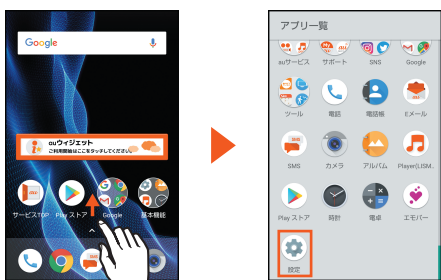 Google
auウィジェット
ご利用開始はここをタッチしてください。
サービスTOP
Play ストア
Google
基本機能
アプリ一覧
auサービス
サポート
SNS
Google
ツール
電話
電話帳
Eメール
SMS
カメラ
アルバム
Player(LISM..
Play ストア
時計
電卓
エモパー
設定